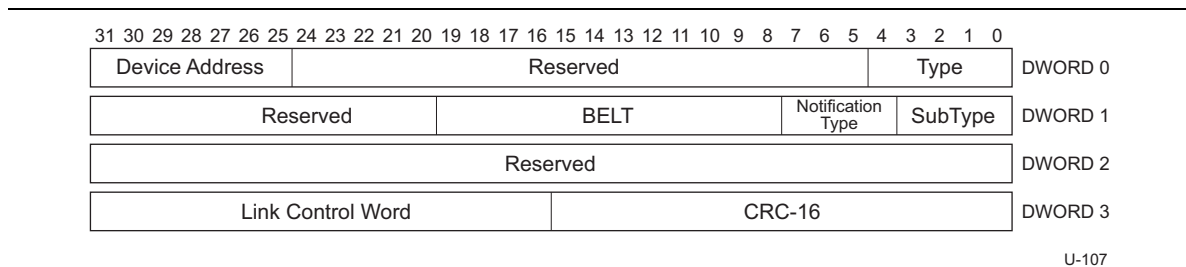 31 30 29 28 27 26 25 24 23 22 21 20 19 18 17 16 15 14 13 12 11 10 9 8 7 6 5 4 3 2 1 0
Device Address Reserved Type DWORD 0
Reserved BELT Notification Type SubType DWORD 1
Reserved DWORD 2
Link Control Word CRC-16 DWORD 3
U-107